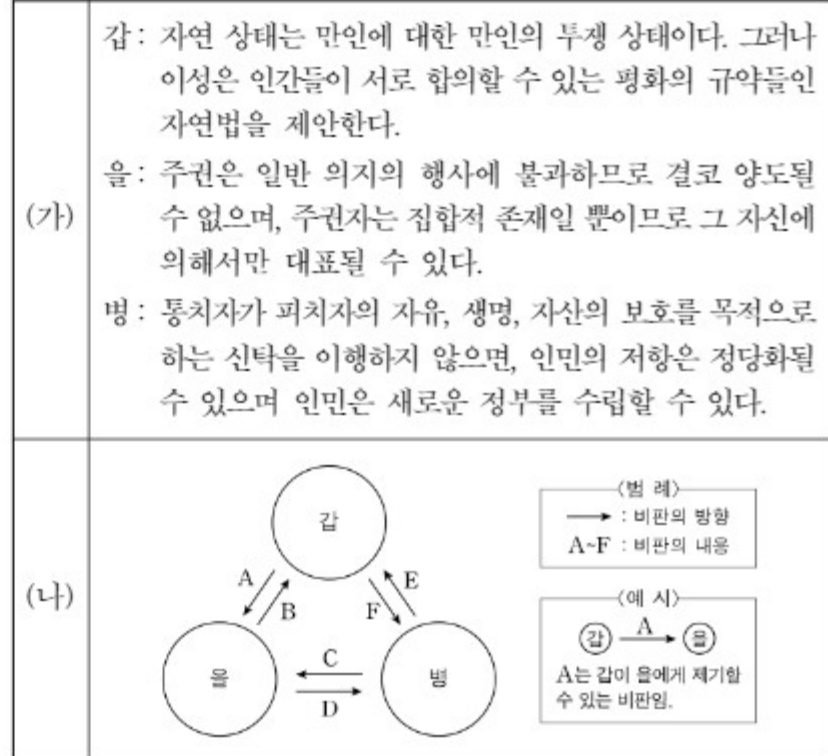 (가)
갑 : 자연 상태는 만인에 대한 만인의 투쟁 상태이다. 그러나
이성은 인간들이 서로 합의할 수 있는 평화의 규약들인
자연법을 제안한다.
을 : 주권은 일반 의지의 행사에 불과하므로 결코 양도될
수 없으며, 주권자는 집합적 존재일 뿐이므로 그 자신에
의해서만 대표될 수 있다.
병 : 통치자가 피치자의 자유, 생명, 자산의 보호를 목적으로
하는 신탁을 이행하지 않으면, 인민의 저항은 정당화될
수 있으며 인민은 새로운 정부를 수립할 수 있다.
(나)
갑
A
B
F
E
을
C
D
병
〈범 례〉
→ : 비판의 방향
A~F : 비판의 내용
〈예 시〉
갑 A → 을
A는 갑이 을에게 제기할
수 있는 비판임.